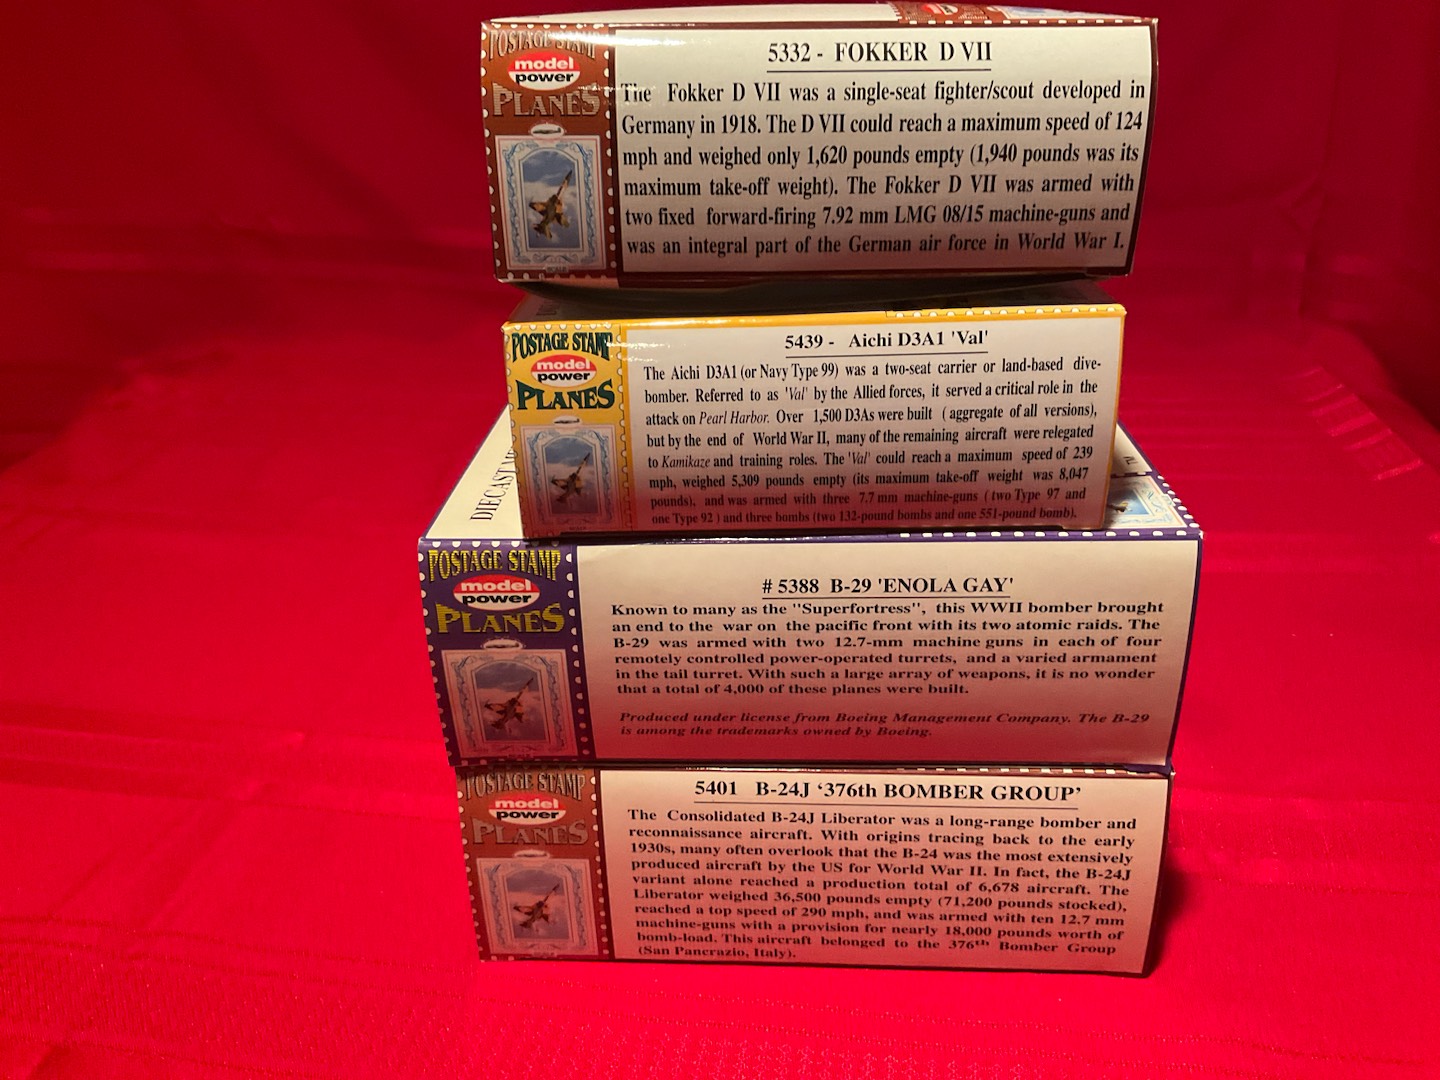 POSTAGE STAMP
model
power
PLANES
5332 - FOKKER D VII
The Fokker D VII was a single-seat fighter/scout developed in
Germany in 1918. The D VII could reach a maximum speed of 124
mph and weighed only 1,620 pounds empty (1,940 pounds was its
maximum take-off weight). The Fokker D VII was armed with
two fixed forward-firing 7.92 mm LMG 08/15 machine-guns and
was an integral part of the German air force in World War I.
POSTAGE STAMP
model
power
PLANES
5439 - Aichi D3A1 'Val'
The Aichi D3A1 (or Navy Type 99) was a two-seat carrier or land-based dive-
bomber. Referred to as 'Val' by the Allied forces, it served a critical role in the
attack on Pearl Harbor. Over 1,500 D3As were built ( aggregate of all versions),
but by the end of World War II, many of the remaining aircraft were relegated
to Kamikaze and training roles. The 'Val' could reach a maximum speed of 239
mph, weighed 5,309 pounds empty (its maximum take-off weight was 8,047
pounds), and was armed with three 7.7 mm machine-guns ( two Type 97 and
one Type 92 ) and three bombs (two 132-pound bombs and one 551-pound bomb).
DIECAST
POSTAGE STAMP
model
power
PLANES
# 5388 B-29 'ENOLA GAY'
Known to many as the "Superfortress", this WWII bomber brought
an end to the war on the pacific front with its two atomic raids. The
B-29 was armed with two 12.7-mm machine guns in each of four
remotely controlled power-operated turrets, and a varied armament
in the tail turret. With such a large array of weapons, it is no wonder
that a total of 4,000 of these planes were built.
Produced under license from Boeing Management Company. The B-29
is among the trademarks owned by Boeing.
POSTAGE STAMP
model
power
PLANES
5401 B-24J ‘376th BOMBER GROUP’
The Consolidated B-24J Liberator was a long-range bomber and
reconnaissance aircraft. With origins tracing back to the early
1930s, many often overlook that the B-24 was the most extensively
produced aircraft by the US for World War II. In fact, the B-24J
variant alone reached a production total of 6,678 aircraft. The
Liberator weighed 36,500 pounds empty (71,200 pounds stocked),
reached a top speed of 290 mph, and was armed with ten 12.7 mm
machine-guns with a provision for nearly 18,000 pounds worth of
bomb-load. This aircraft belonged to the 376th Bomber Group
(San Pancrazio, Italy).